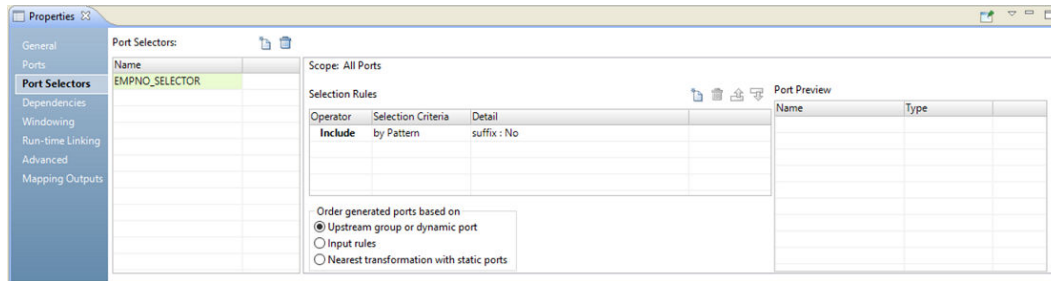 Properties
General
Ports
Port Selectors
Dependencies
Windowing
Run-time Linking
Advanced
Mapping Outputs
Port Selectors:
Name
EMPNO_SELECTOR
Scope: All Ports
Selection Rules
Operator Selection Criteria Detail
Include by Pattern suffix : No
Order generated ports based on
Upstream group or dynamic port
Input rules
Nearest transformation with static ports
Port Preview
Name Type